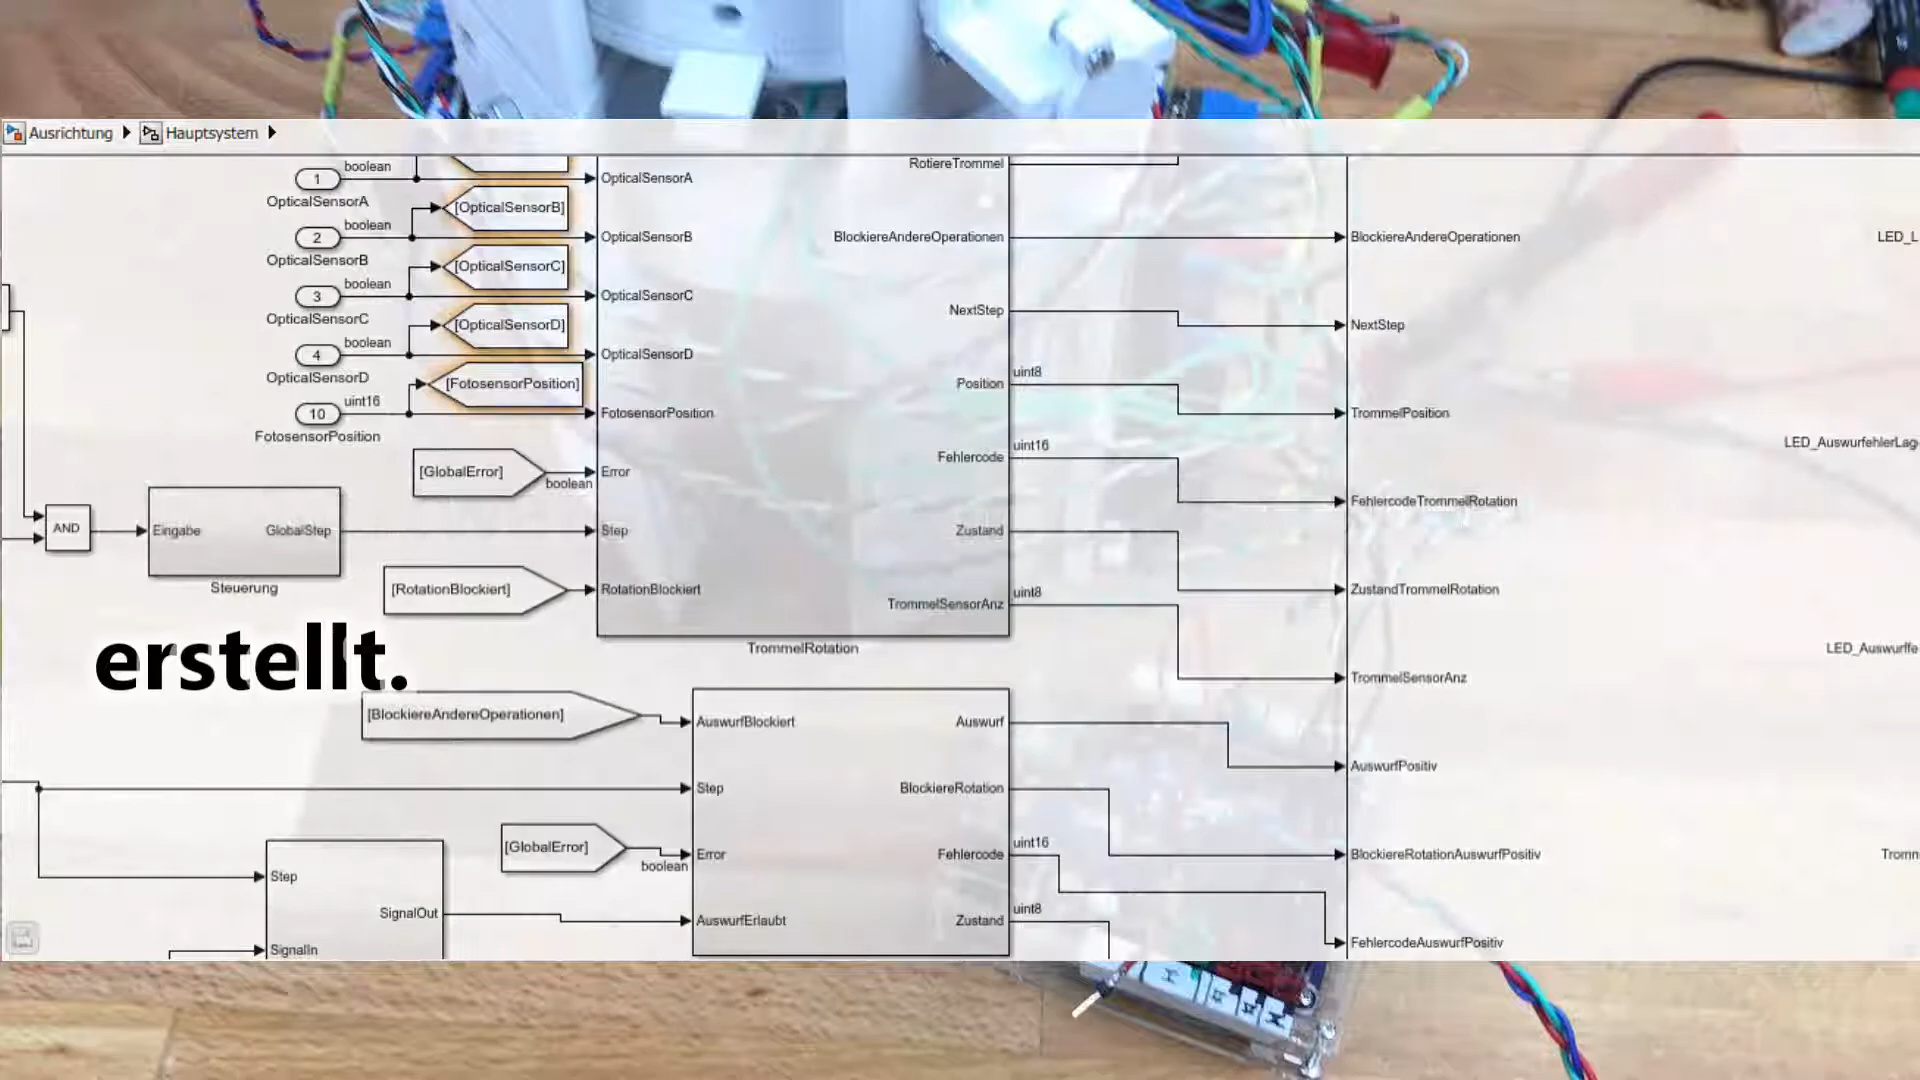 Ausrichtung Hauptsystem
RotiereTrommel
1 boolean
OpticalSensorA
OpticalSensorA
[OpticalSensorB]
2 boolean
OpticalSensorB
OpticalSensorB
BlockiereAndereOperationen
BlockiereAndereOperationen
LED_L
[OpticalSensorC]
3 boolean
OpticalSensorC
OpticalSensorC
NextStep
NextStep
[OpticalSensorD]
4 boolean
OpticalSensorD
OpticalSensorD
Position uint8
TrommelPosition
[FotosensorPosition]
10 uint16
FotosensorPosition
FotosensorPosition
LED_AuswurfehlerLag
Fehlercode uint16
FehlercodeTrommelRotation
[GlobalError]
boolean
Error
AND
Eingabe GlobalStep
Steuerung
Step
Zustand
ZustandTrommelRotation
[RotationBlockiert]
RotationBlockiert
TrommelSensorAnz uint8
TrommelSensorAnz
TrommelRotation
LED_Auswurffe
erstellt.
[BlockiereAndereOperationen]
AuswurfBlockiert
Auswurf
AuswurfPositiv
Step
BlockiereRotation
BlockiereRotationAuswurfPositiv
Tromn
[GlobalError]
boolean
Error
Fehlercode uint16
FehlercodeAuswurfPositiv
Step
SignalOut
SignalIn
AuswurfErlaubt
Zustand uint8